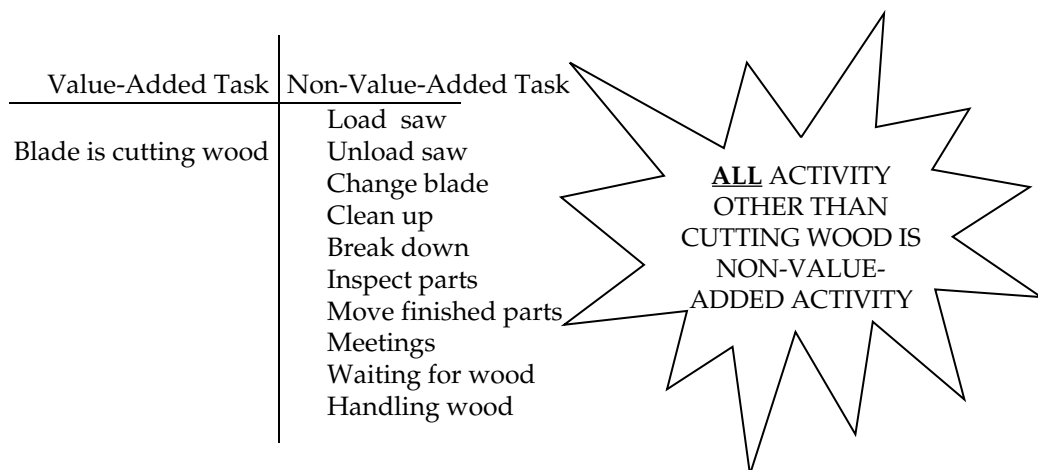 Value-Added Task
Non-Value-Added Task
Blade is cutting wood
Load saw
Unload saw
Change blade
Clean up
Break down
Inspect parts
Move finished parts
Meetings
Waiting for wood
Handling wood
ALL ACTIVITY
OTHER THAN
CUTTING WOOD IS
NON-VALUE-
ADDED ACTIVITY